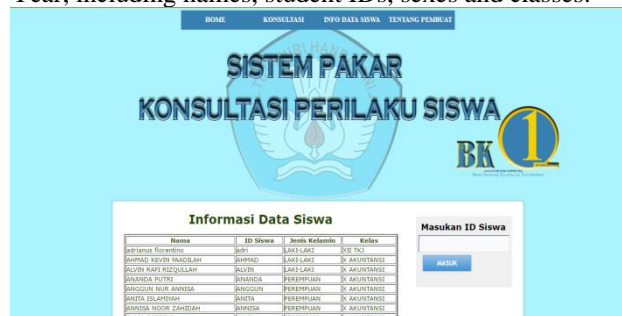 Year, including names, student IDs, sexes and classes.
HOME KONSULTASI INFO DATA SISWA TENTANG PEMBUAT
SISTEM PAKAR
KONSULTASI PERILAKU SISWA
BK 1
Informasi Data Siswa
Masukan ID Siswa
MASUK
Nama ID Siswa Jenis Kelamin Kelas
adrianus florentino adri LAKI-LAKI XII TKJ
AHMAD KEVIN FAADILAH AHMAD LAKI-LAKI X AKUNTANSI
ALVIN RAFI RIZQULLAH ALVIN LAKI-LAKI X AKUNTANSI
ANANDA PUTRI ANANDA PEREMPUAN X AKUNTANSI
ANGGUN NUR ANNISA ANGGUN PEREMPUAN X AKUNTANSI
ANITA ISLAMIYAH ANITA PEREMPUAN X AKUNTANSI
ANNISA NOOR ZAHIDAH ANNISA PEREMPUAN X AKUNTANSI